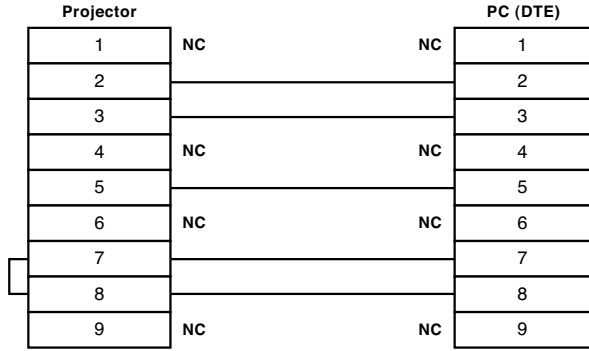 Projector PC (DTE)
1 NC NC 1
2 2
3 3
4 NC NC 4
5 5
6 NC NC 6
7 7
8 8
9 NC NC 9